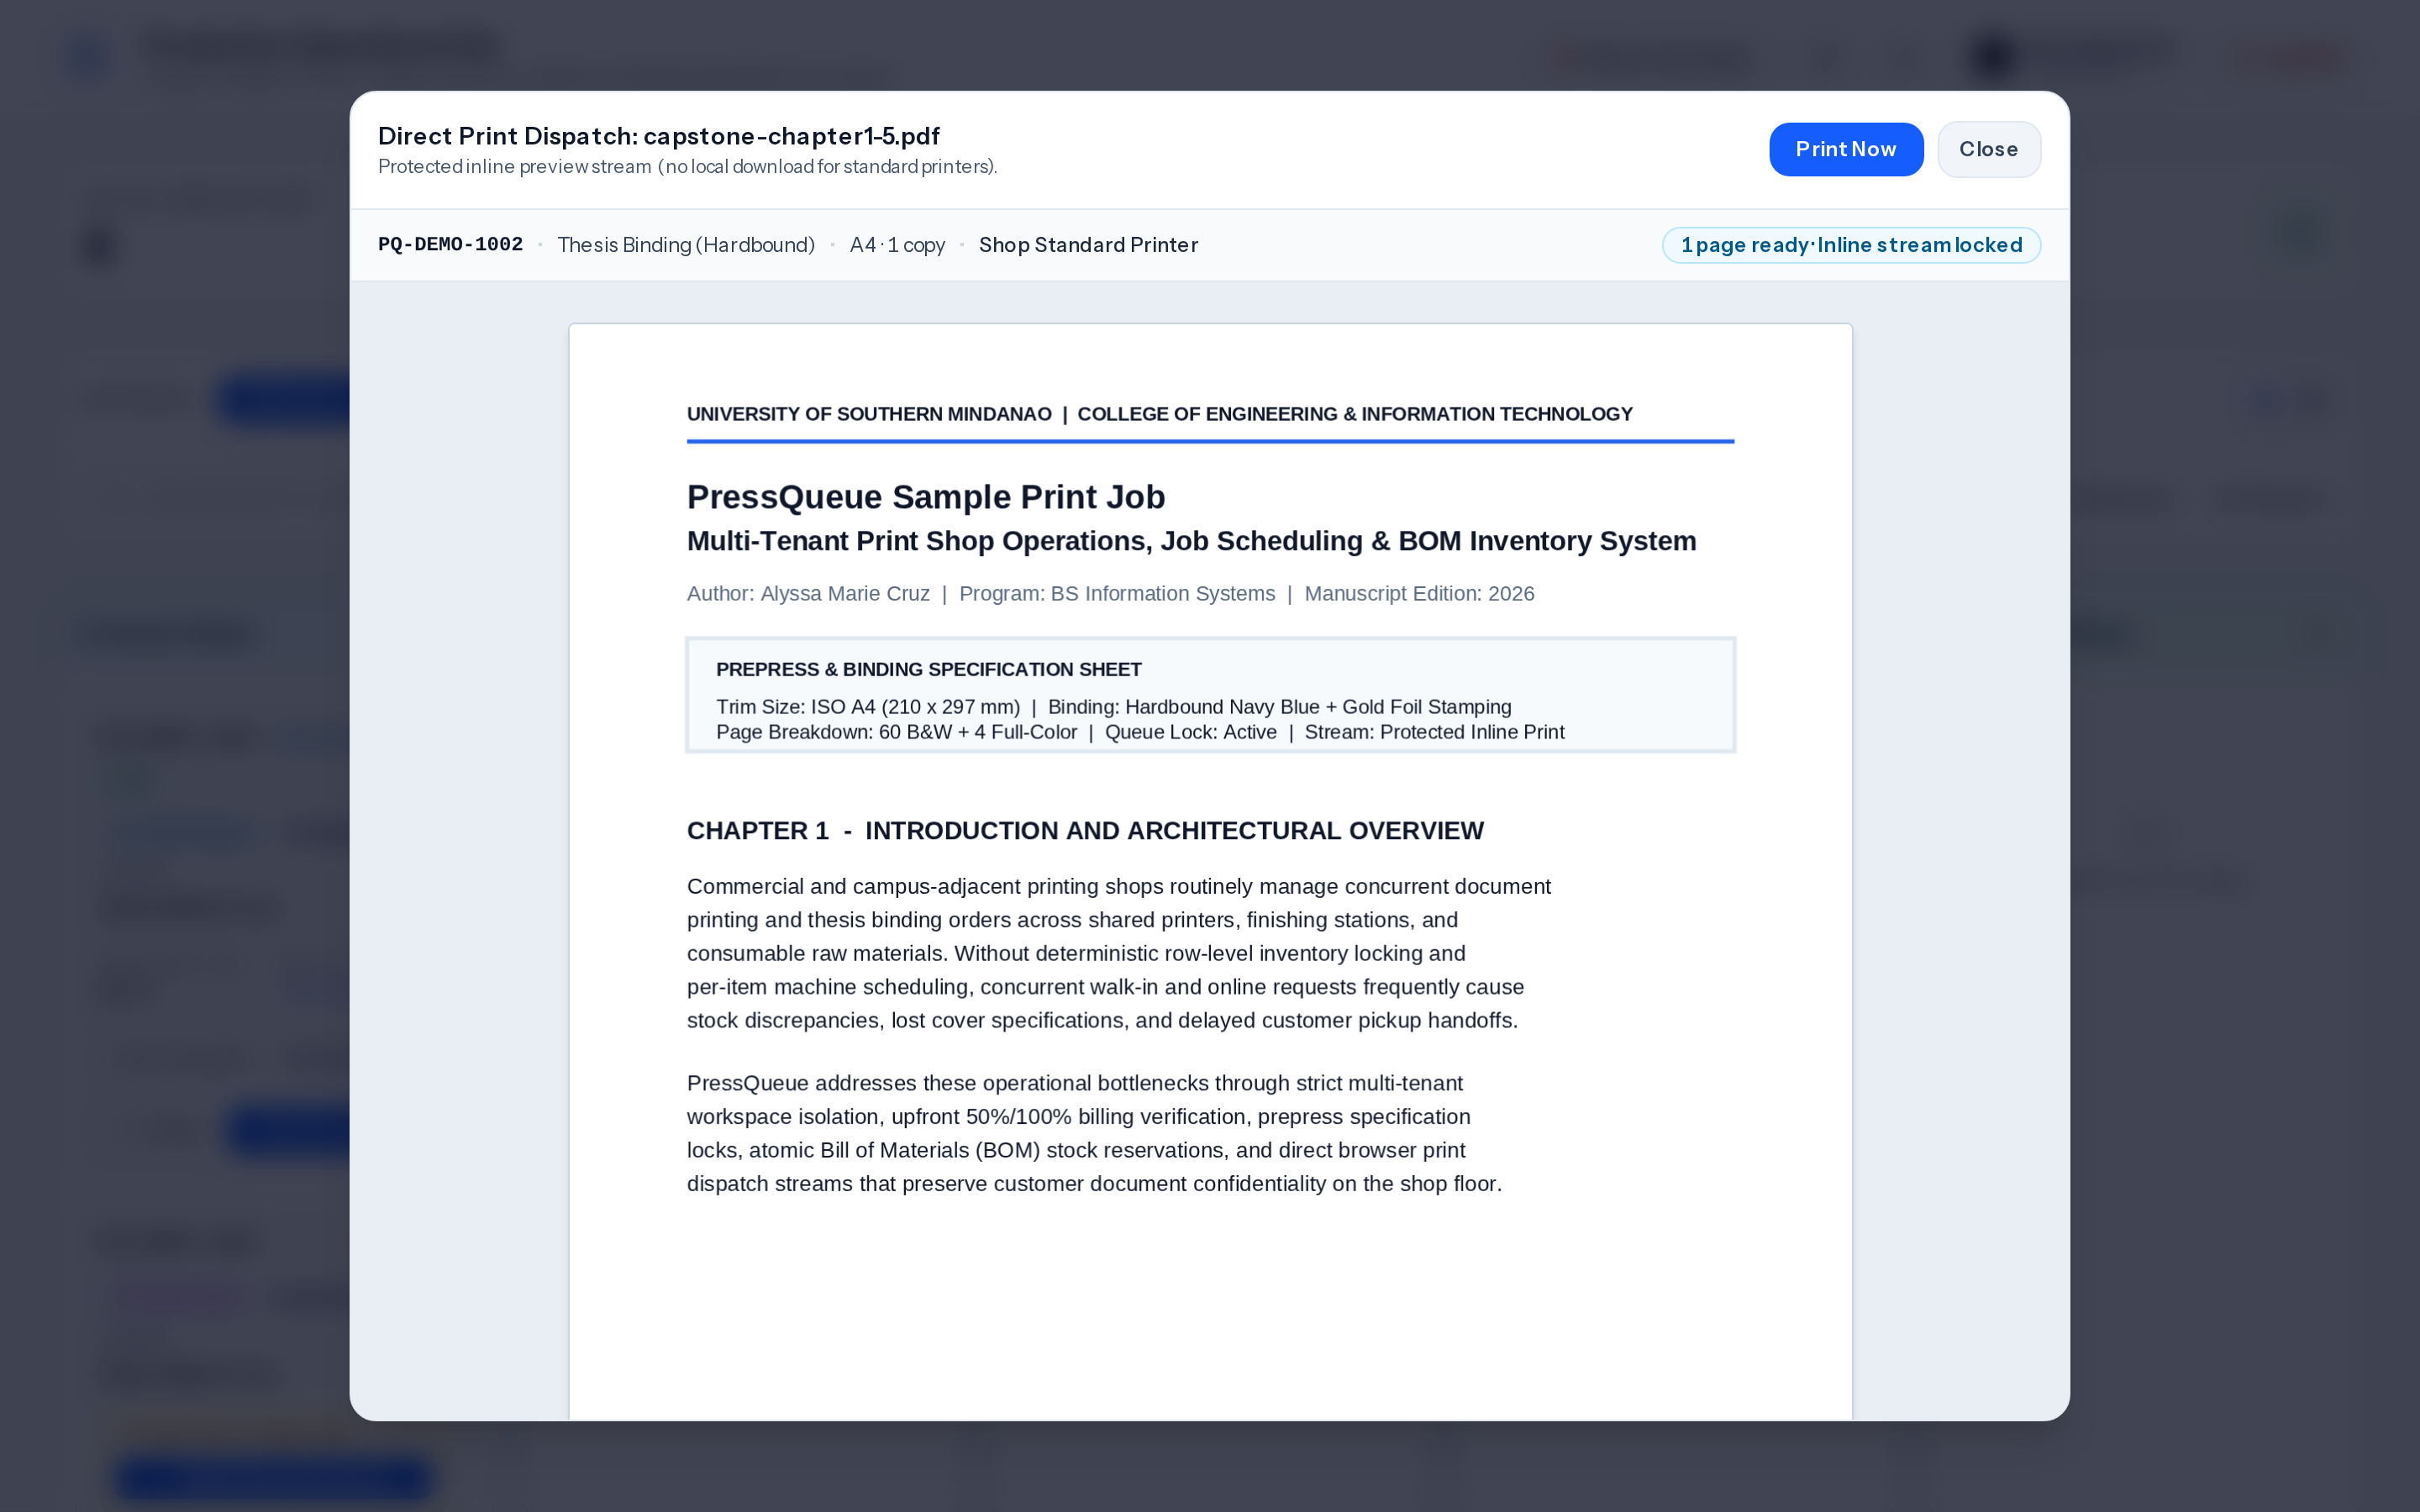 Direct Print Dispatch: capstone-chapter1-5.pdf
Protected inline preview stream (no local download for standard printers).
Print Now
Close
PQ-DEMO-1002 · Thesis Binding (Hardbound) · A4 · 1 copy · Shop Standard Printer
1 page ready · Inline stream locked
UNIVERSITY OF SOUTHERN MINDANAO | COLLEGE OF ENGINEERING & INFORMATION TECHNOLOGY
PressQueue Sample Print Job
Multi-Tenant Print Shop Operations, Job Scheduling & BOM Inventory System
Author: Alyssa Marie Cruz | Program: BS Information Systems | Manuscript Edition: 2026
PREPRESS & BINDING SPECIFICATION SHEET
Trim Size: ISO A4 (210 x 297 mm) | Binding: Hardbound Navy Blue + Gold Foil Stamping
Page Breakdown: 60 B&W + 4 Full-Color | Queue Lock: Active | Stream: Protected Inline Print
CHAPTER 1 - INTRODUCTION AND ARCHITECTURAL OVERVIEW
Commercial and campus-adjacent printing shops routinely manage concurrent document
printing and thesis binding orders across shared printers, finishing stations, and
consumable raw materials. Without deterministic row-level inventory locking and
per-item machine scheduling, concurrent walk-in and online requests frequently cause
stock discrepancies, lost cover specifications, and delayed customer pickup handoffs.
PressQueue addresses these operational bottlenecks through strict multi-tenant
workspace isolation, upfront 50%/100% billing verification, prepress specification
locks, atomic Bill of Materials (BOM) stock reservations, and direct browser print
dispatch streams that preserve customer document confidentiality on the shop floor.